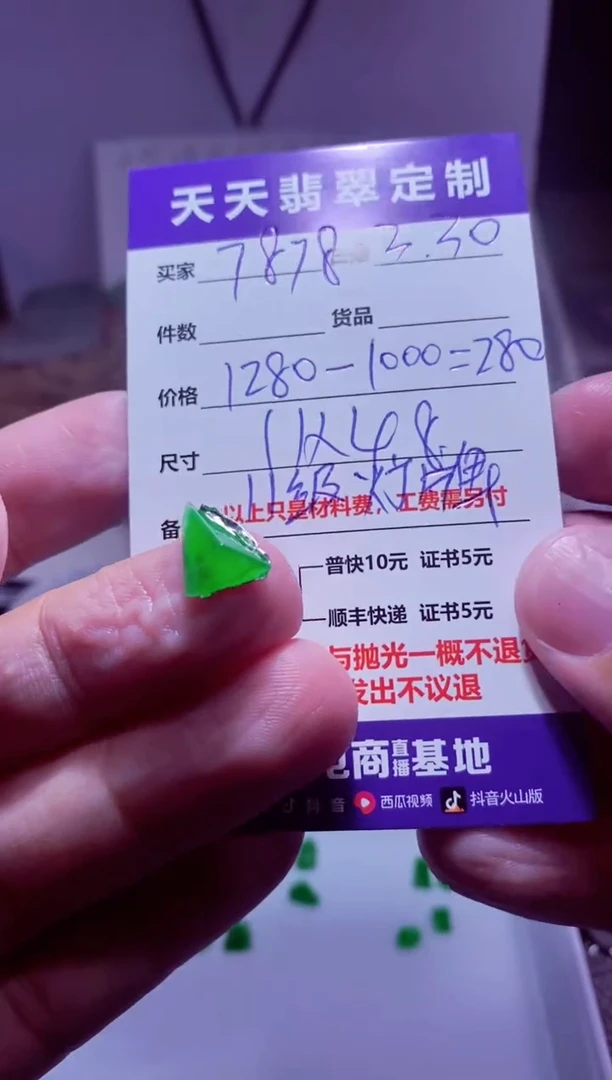 天天翡翠定制
买家 7878 3.30
件数 货品
价格 1280-1000=280
尺寸
备 以上只是材料费，工费需另付
普快10元 证书5元
顺丰快递 证书5元
与抛光一概不退
发出不议退
电商直播基地
抖音 西瓜视频 抖音火山版